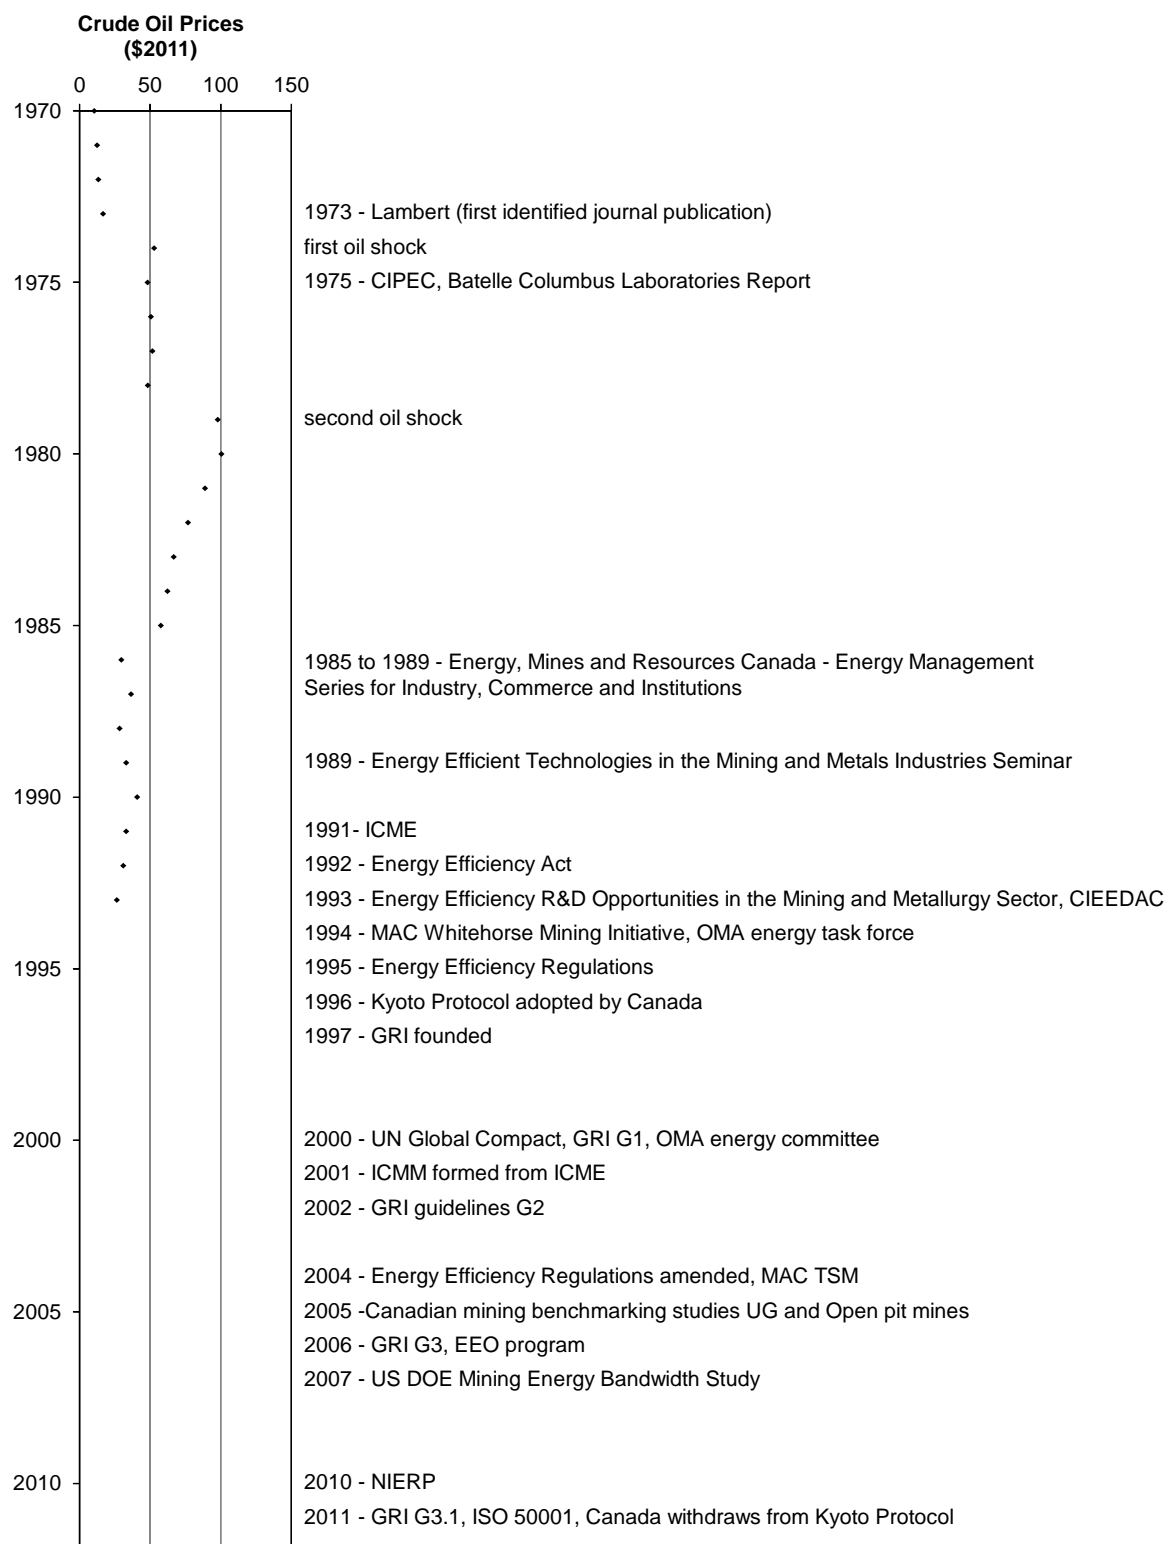 Crude Oil Prices
($2011)
0 50 100 150
1970
1973 - Lambert (first identified journal publication)
first oil shock
1975 1975 - CIPEC, Batelle Columbus Laboratories Report
second oil shock
1980
1985
1985 to 1989 - Energy, Mines and Resources Canada - Energy Management
Series for Industry, Commerce and Institutions
1989 - Energy Efficient Technologies in the Mining and Metals Industries Seminar
1990
1991- ICME
1992 - Energy Efficiency Act
1993 - Energy Efficiency R&D Opportunities in the Mining and Metallurgy Sector, CIEEDAC
1994 - MAC Whitehorse Mining Initiative, OMA energy task force
1995 1995 - Energy Efficiency Regulations
1996 - Kyoto Protocol adopted by Canada
1997 - GRI founded
2000 2000 - UN Global Compact, GRI G1, OMA energy committee
2001 - ICMM formed from ICME
2002 - GRI guidelines G2
2004 - Energy Efficiency Regulations amended, MAC TSM
2005 2005 -Canadian mining benchmarking studies UG and Open pit mines
2006 - GRI G3, EEO program
2007 - US DOE Mining Energy Bandwidth Study
2010 2010 - NIERP
2011 - GRI G3.1, ISO 50001, Canada withdraws from Kyoto Protocol